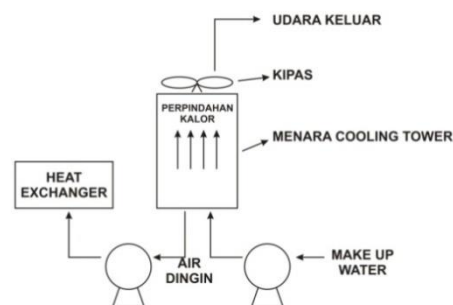 UDARA KELUAR
KIPAS
PERPINDAHAN
KALOR
MENARA COOLING TOWER
HEAT
EXCHANGER
AIR
DINGIN
MAKE UP
WATER